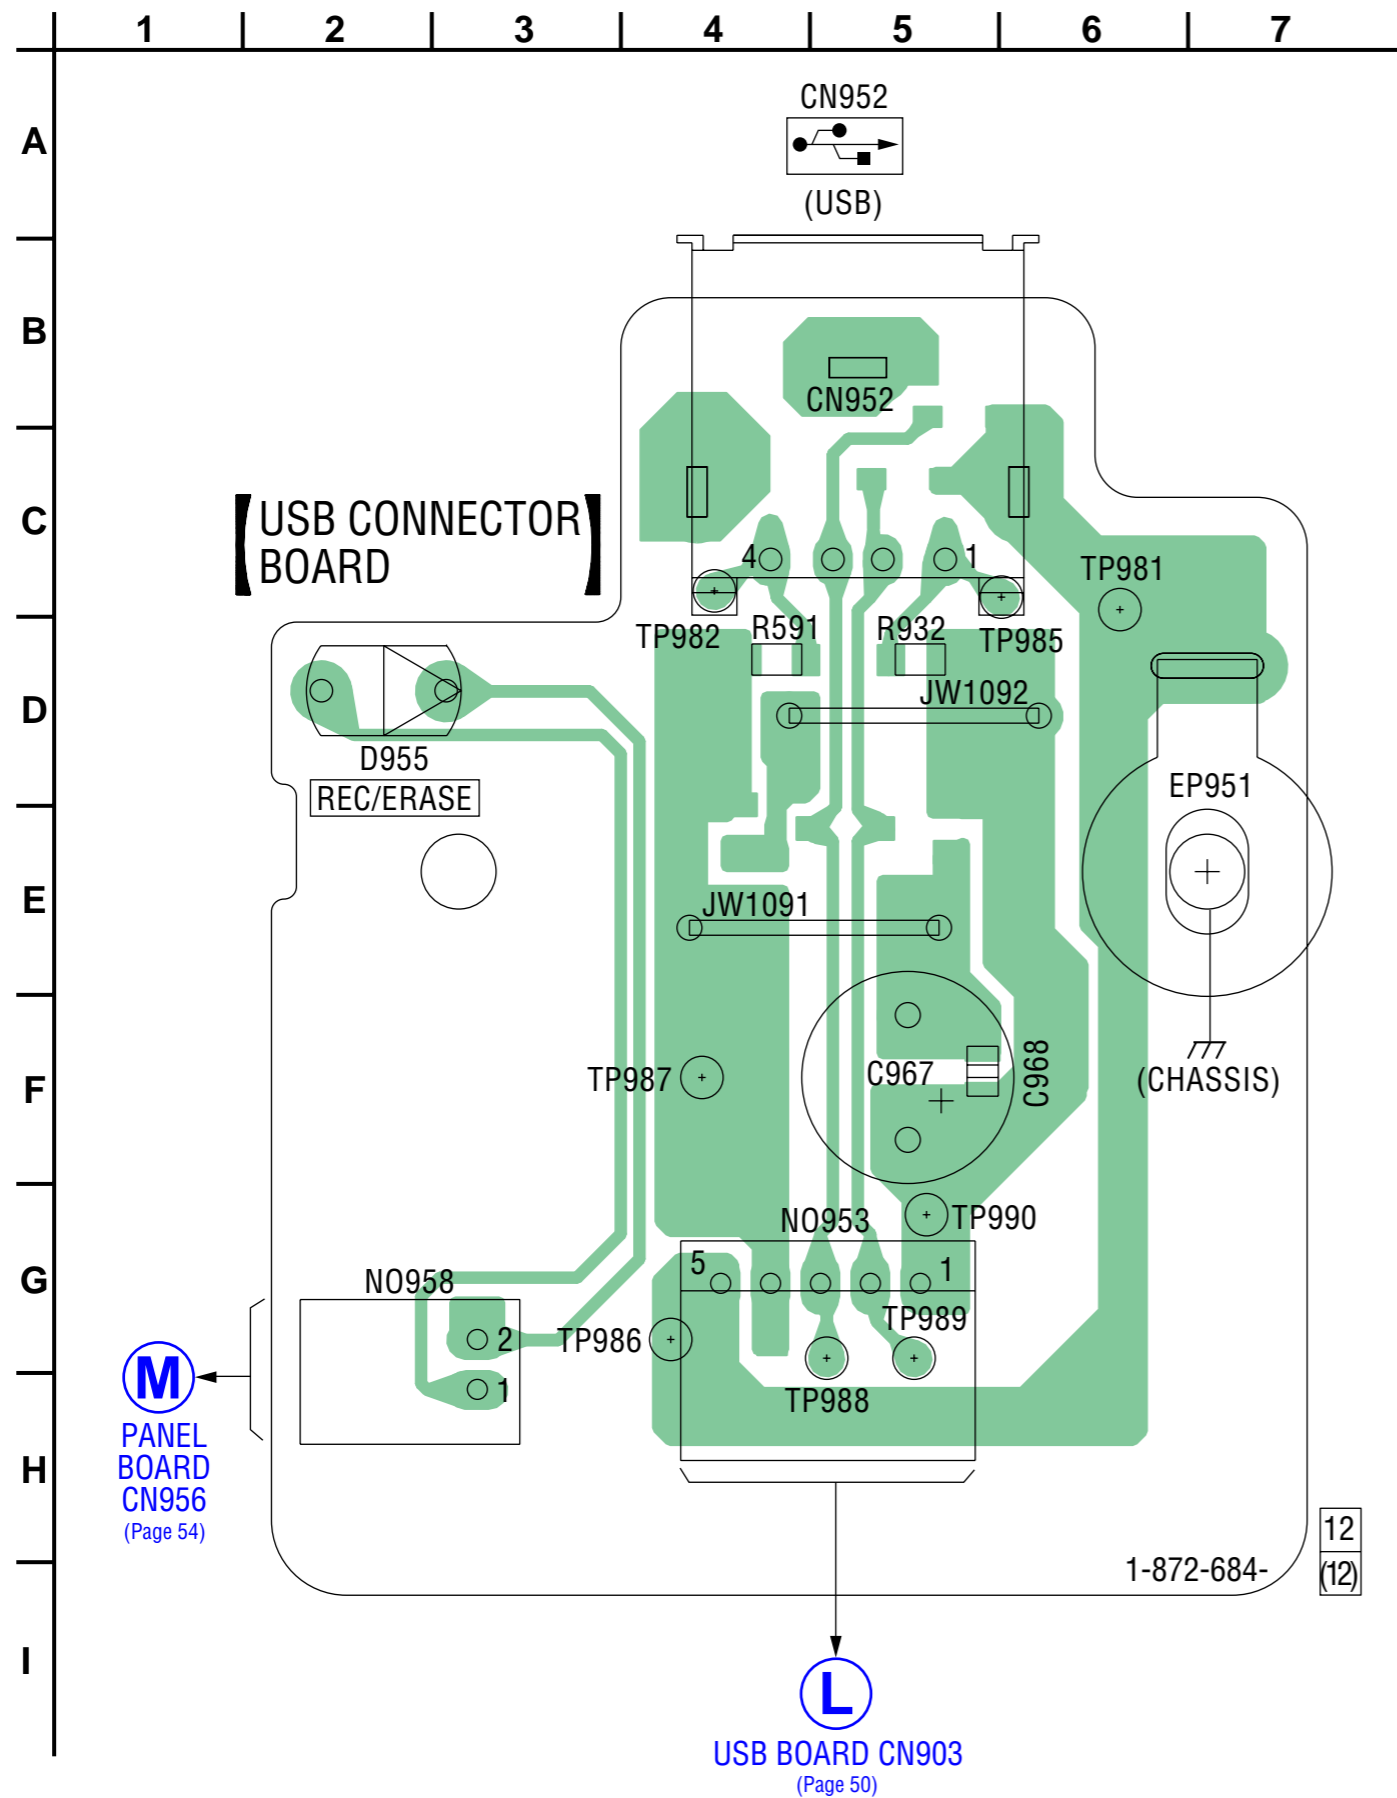 1 2 3 4 5 6 7
A
CN952
(USB)
B
CN952
C
USB CONNECTOR
BOARD
4 1
TP981
TP982
R591
R932
TP985
D
JW1092
D955
REC/ERASE
EP951
E
JW1091
F
TP987
C967
C968
(CHASSIS)
NO953
TP990
G
5 1
NO958
TP989
2
TP986
1
TP988
M
PANEL
BOARD
CN956
(Page 54)
H
12
1-872-684-
(12)
I
L
USB BOARD CN903
(Page 50)